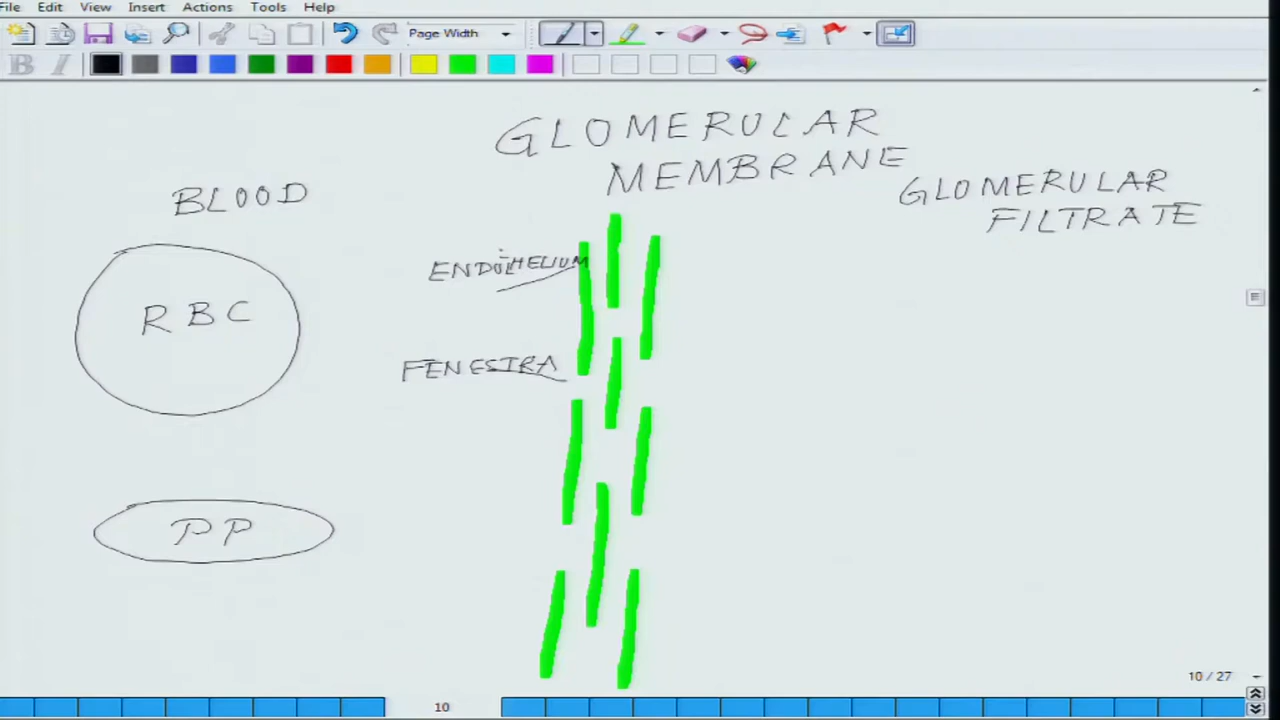 File Edit View Insert Actions Tools Help
Page Width
B I
GLOMERULAR
MEMBRANE
GLOMERULAR
FILTRATE
BLOOD
ENDOTHELIUM
RBC
FENESTRA
PP
10 / 27
10